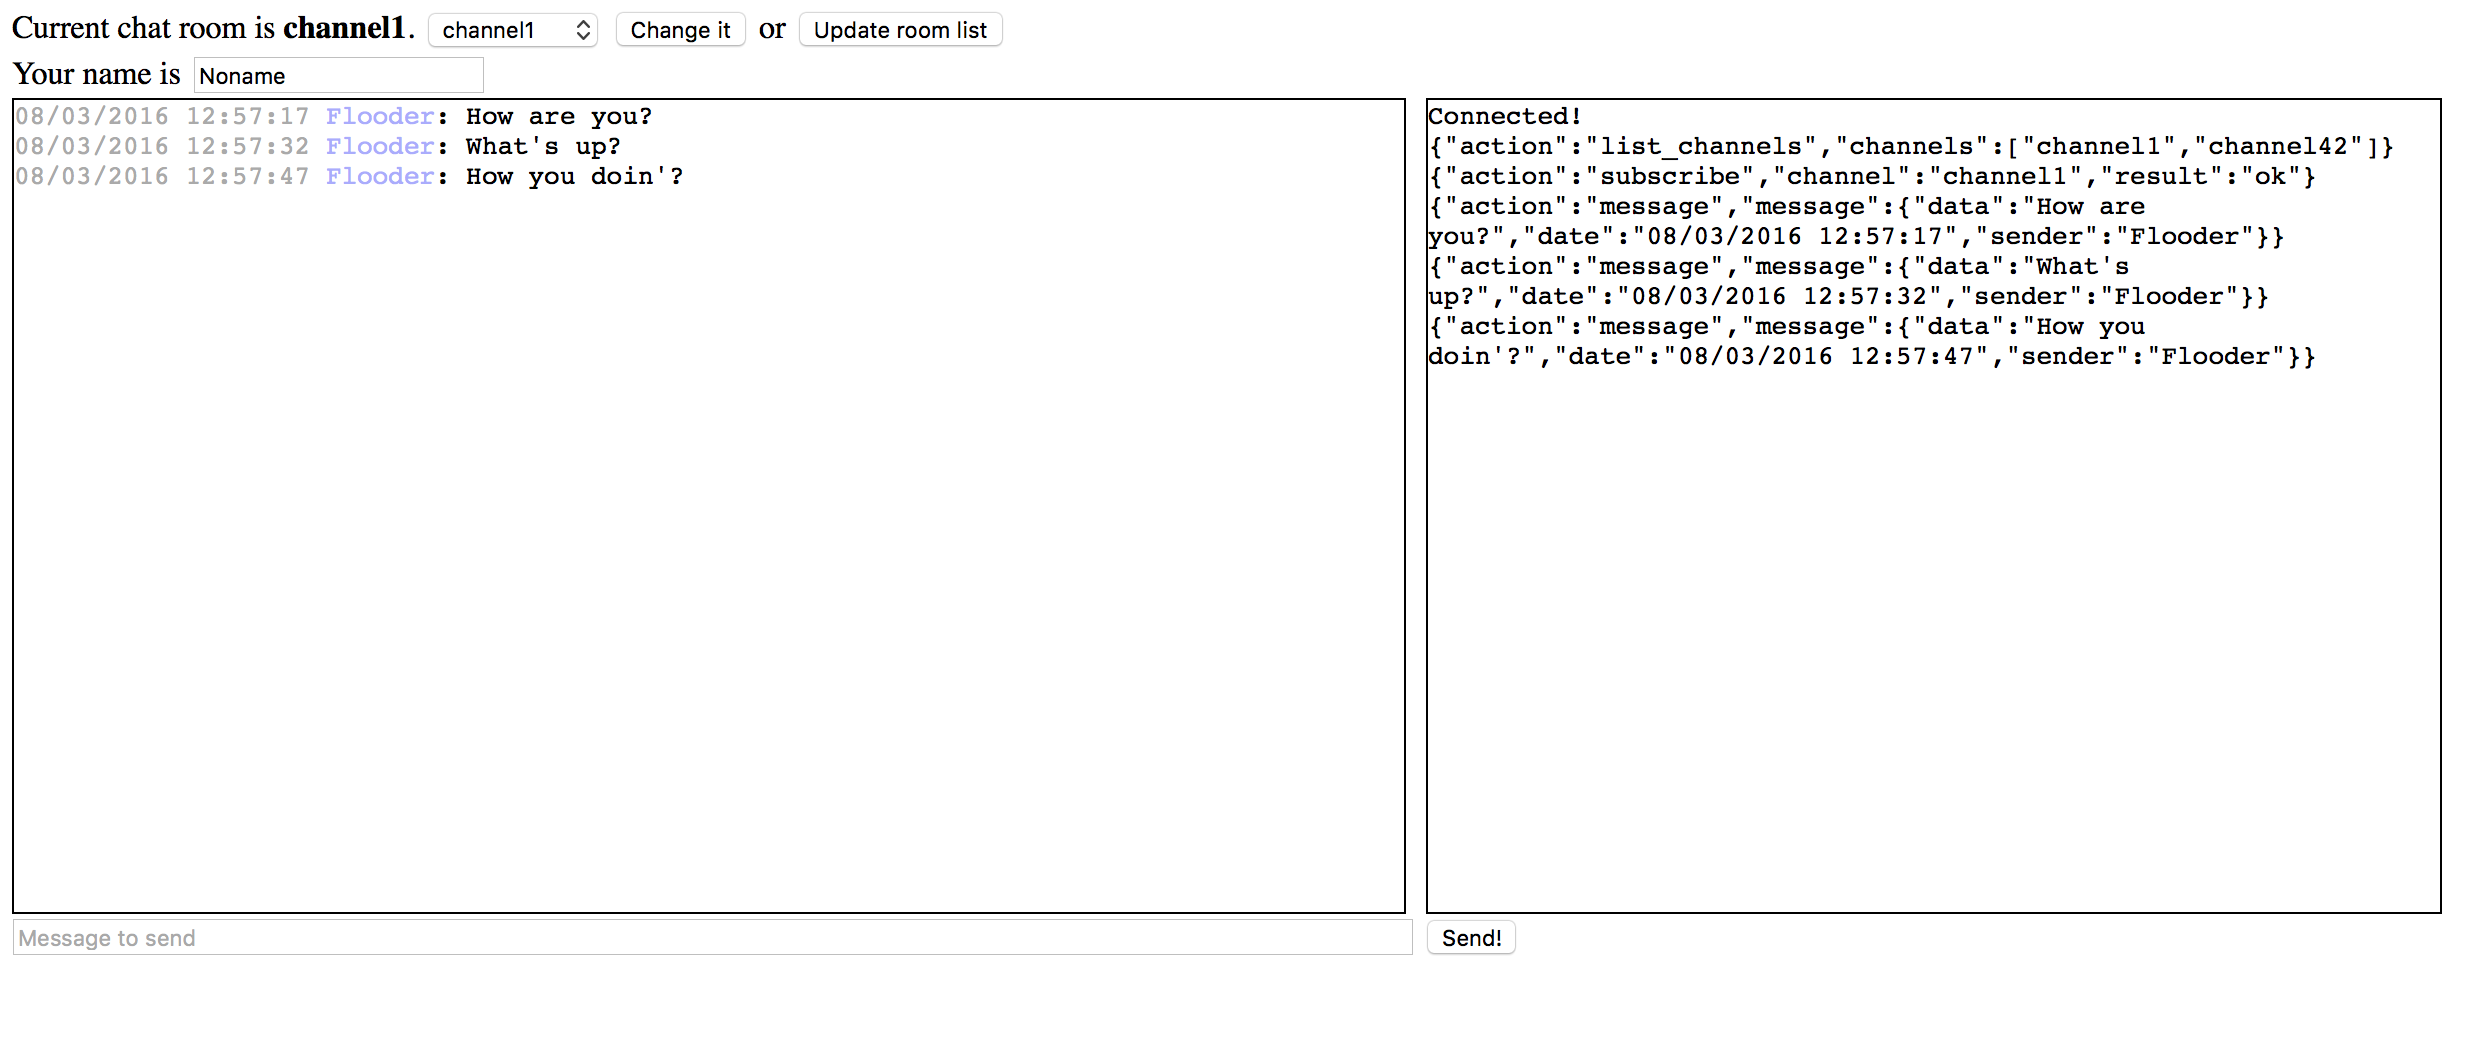 Current chat room is channel1. channel1 Change it or Update room list
Your name is Noname
08/03/2016 12:57:17 Flooder: How are you?
08/03/2016 12:57:32 Flooder: What's up?
08/03/2016 12:57:47 Flooder: How you doin'?
Connected!
{"action":"list_channels","channels":["channel1","channel42"]}
{"action":"subscribe","channel":"channel1","result":"ok"}
{"action":"message","message":{"data":"How are
you?","date":"08/03/2016 12:57:17","sender":"Flooder"}}
{"action":"message","message":{"data":"What's
up?","date":"08/03/2016 12:57:32","sender":"Flooder"}}
{"action":"message","message":{"data":"How you
doin'?","date":"08/03/2016 12:57:47","sender":"Flooder"}}
Message to send Send!